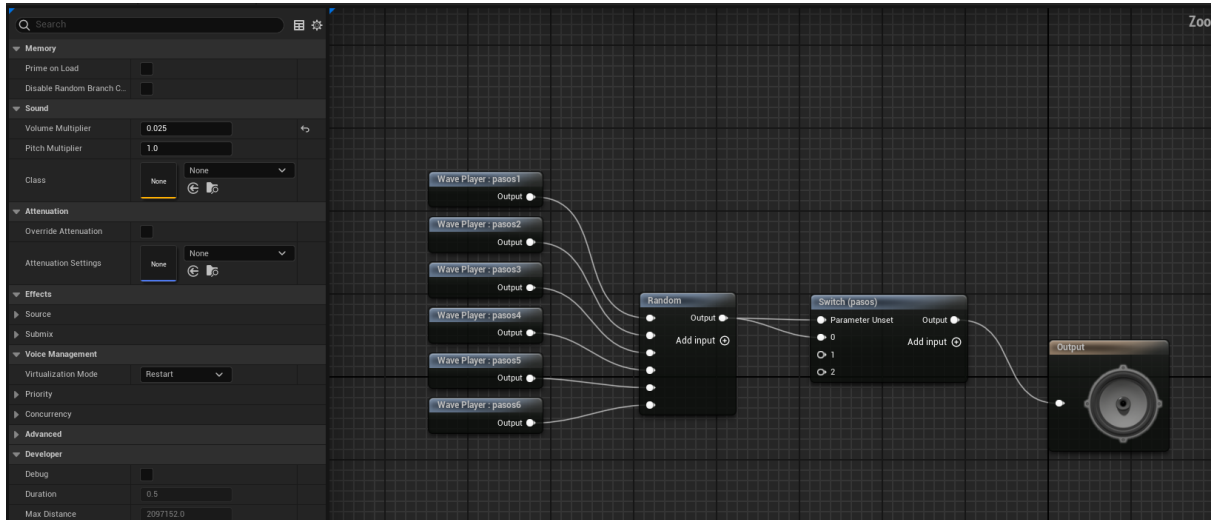 Search
Memory
Prime on Load
Disable Random Branch C...
Sound
Volume Multiplier 0.025
Pitch Multiplier 1.0
Class None None
Attenuation
Override Attenuation
Attenuation Settings None None
Effects
Source
Submix
Voice Management
Virtualization Mode Restart
Priority
Concurrency
Advanced
Developer
Debug
Duration 0.5
Max Distance 2097152.0
Zoo
Wave Player : pasos1
Output
Wave Player : pasos2
Output
Wave Player : pasos3
Output
Wave Player : pasos4
Output
Wave Player : pasos5
Output
Wave Player : pasos6
Output
Random
Output
Add input
Switch (pasos)
Parameter Unset Output
0 Add input
1
2
Output